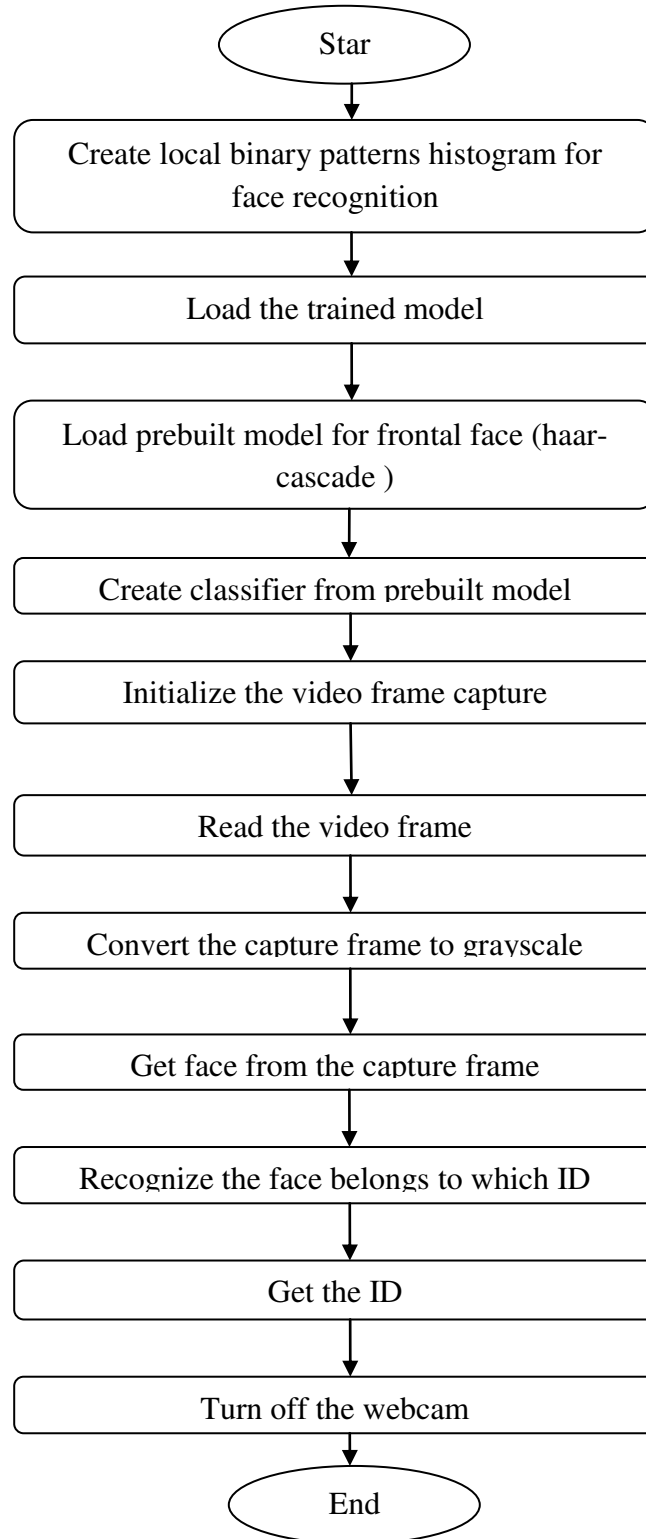 Star
Create local binary patterns histogram for
face recognition
Load the trained model
Load prebuilt model for frontal face (haar-
cascade )
Create classifier from prebuilt model
Initialize the video frame capture
Read the video frame
Convert the capture frame to grayscale
Get face from the capture frame
Recognize the face belongs to which ID
Get the ID
Turn off the webcam
End